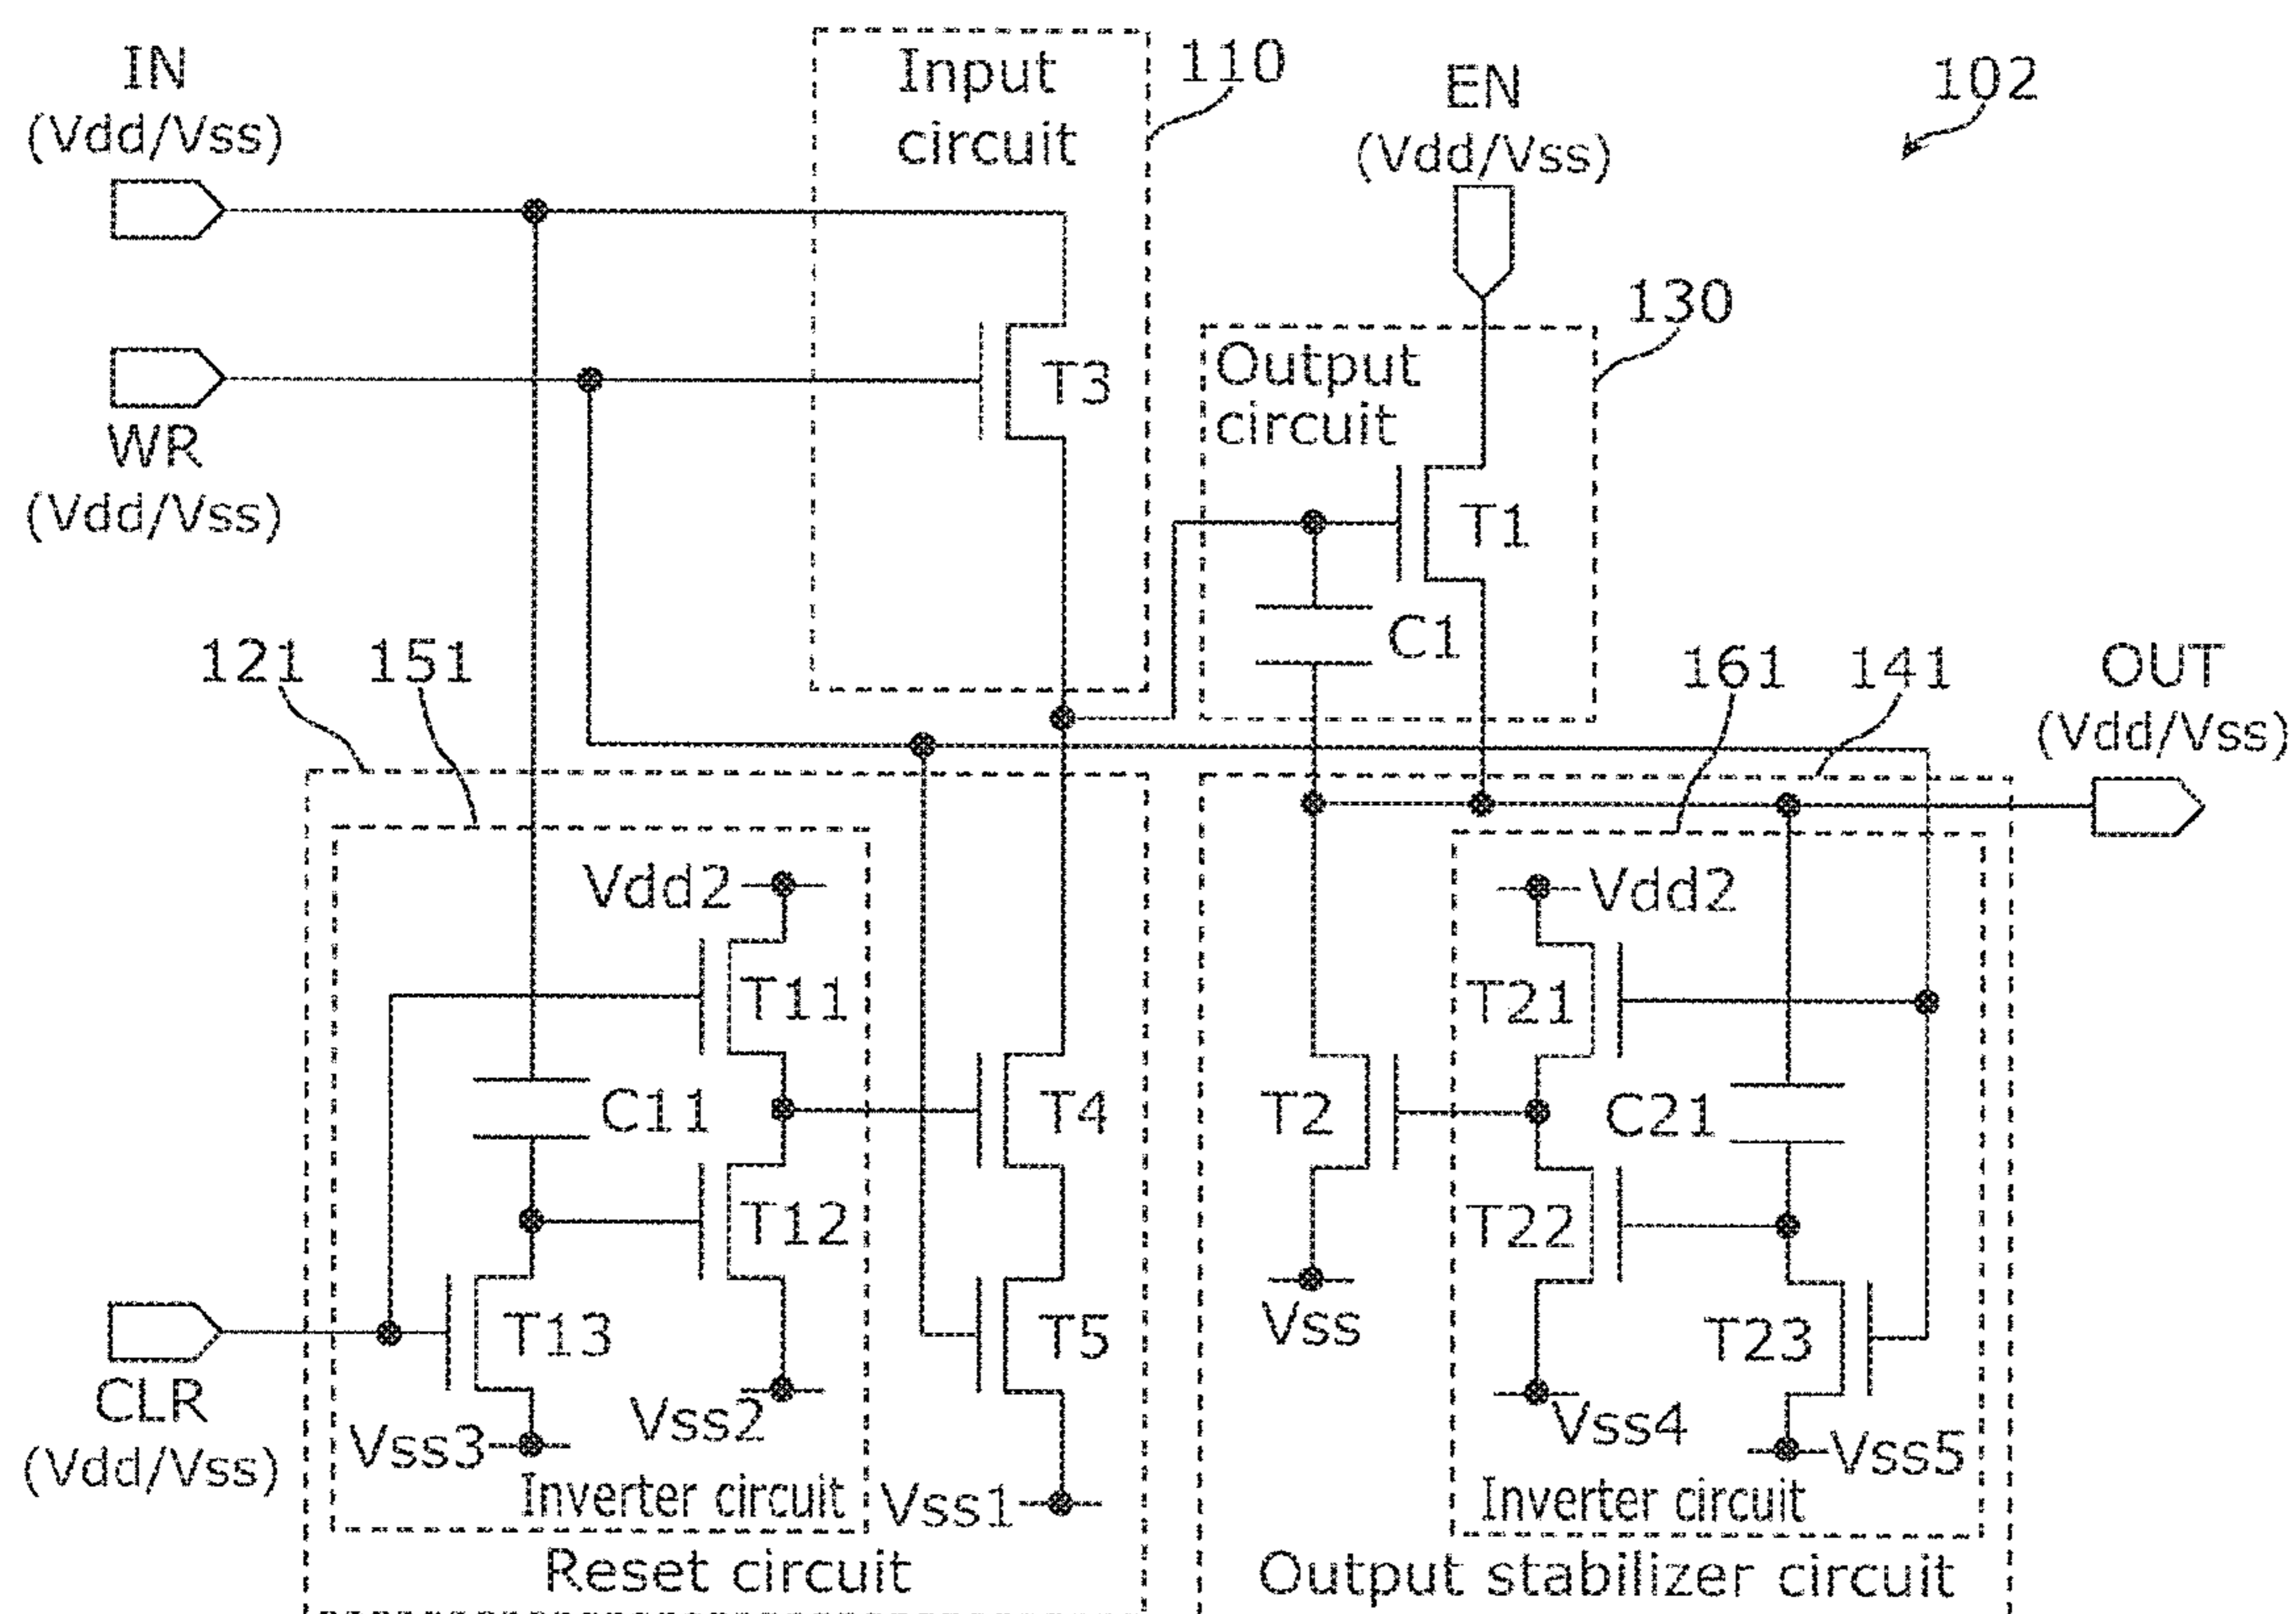 IN
(Vdd/Vss)
Input
circuit
110
EN
(Vdd/Vss)
102
WR
(Vdd/Vss)
T3
130
Output
circuit
T1
C1
121
151
161
141
OUT
(Vdd/Vss)
Vdd2
Vdd2
T11
T21
C11
T4
T2
C21
T12
T22
CLR
(Vdd/Vss)
T13
T5
Vss
T23
Vss3
Vss2
Vss1
Vss4
Vss5
Inverter circuit
Inverter circuit
Reset circuit
Output stabilizer circuit